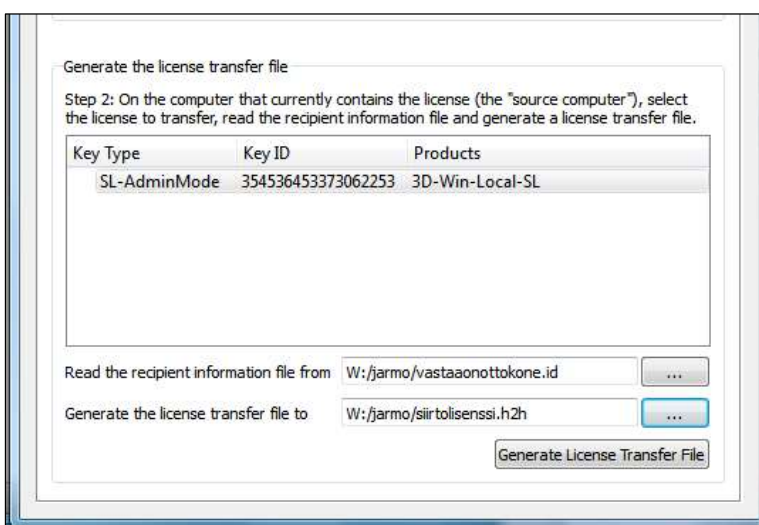 Generate the license transfer file
Step 2: On the computer that currently contains the license (the "source computer"), select
the license to transfer, read the recipient information file and generate a license transfer file.
Key Type Key ID Products
SL-AdminMode 354536453373062253 3D-Win-Local-SL
Read the recipient information file from W:/jarmo/vastaaonottokone.id ...
Generate the license transfer file to W:/jarmo/siirtolisenssi.h2h ...
Generate License Transfer File